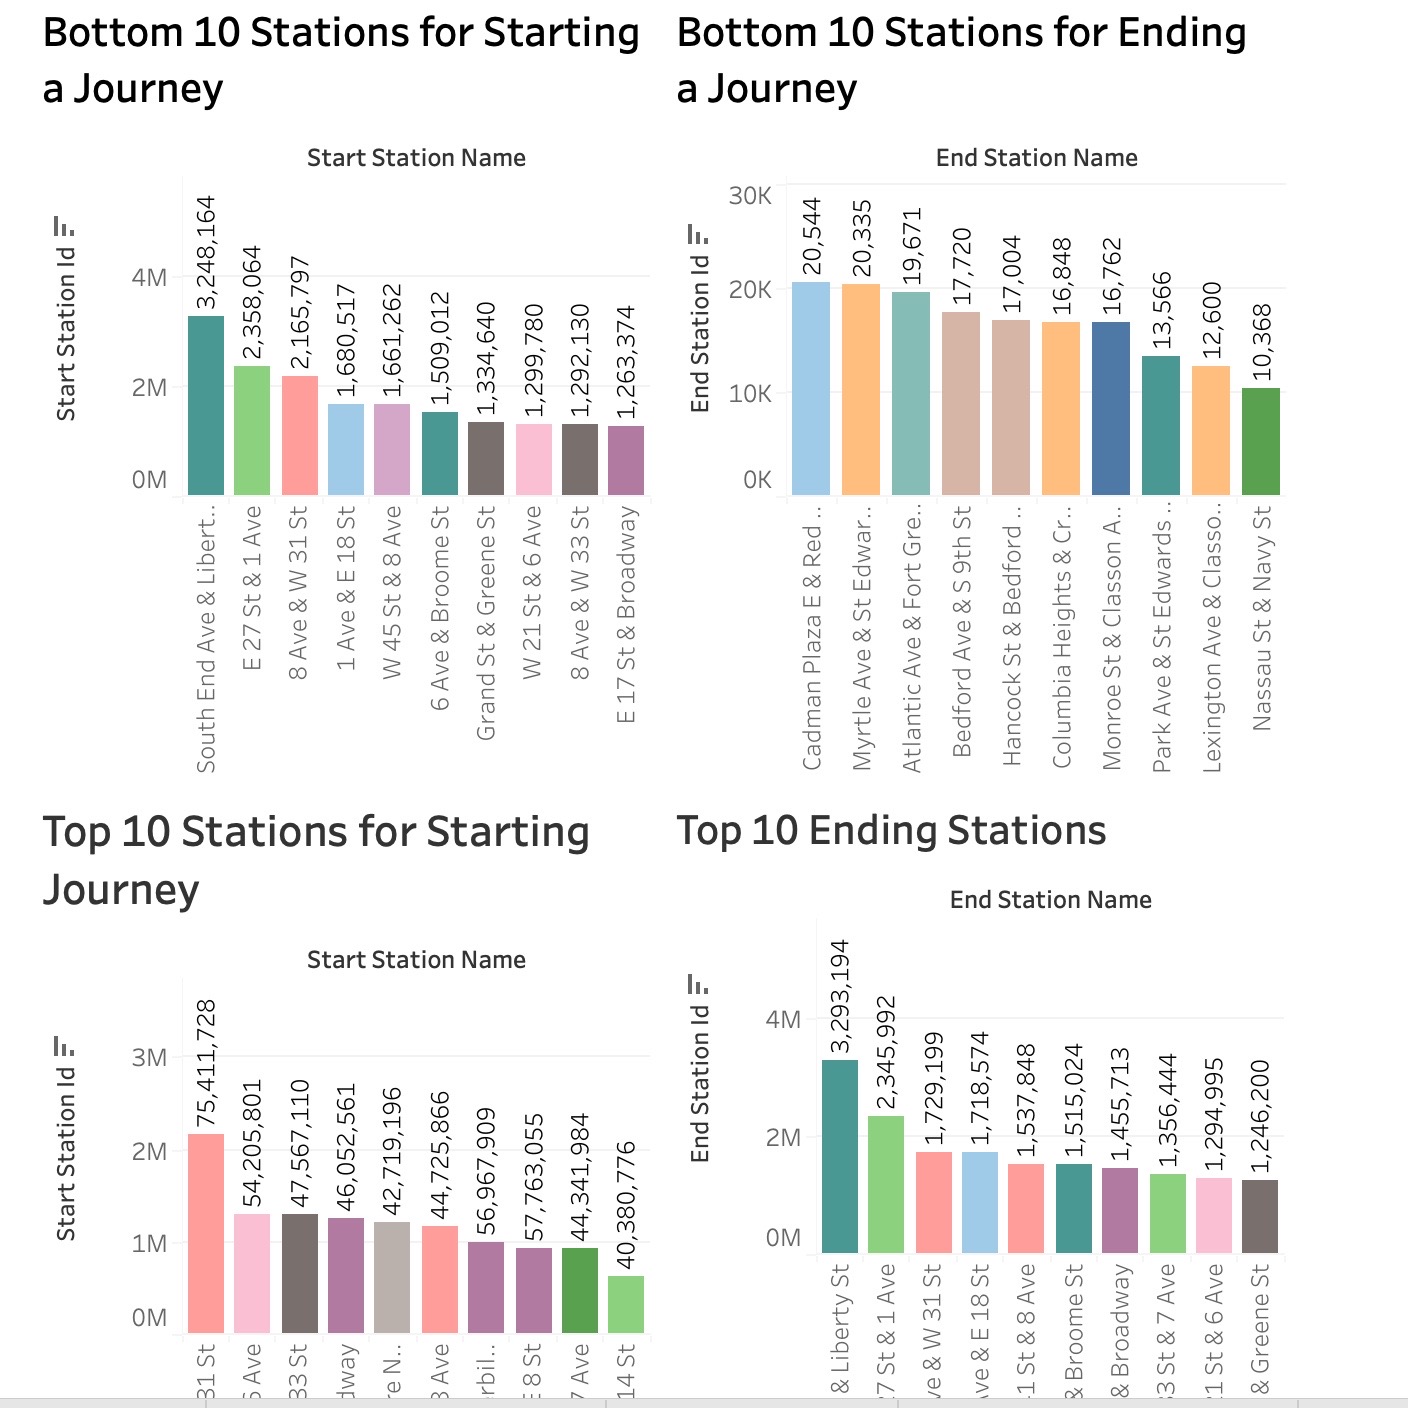 Bottom 10 Stations for Starting
a Journey
Start Station Name
Start Station Id
4M
2M
0M
3,248,164
2,358,064
2,165,797
1,680,517
1,661,262
1,509,012
1,334,640
1,299,780
1,292,130
1,263,374
South End Ave & Libert..
E 27 St & 1 Ave
8 Ave & W 31 St
1 Ave & E 18 St
W 45 St & 8 Ave
6 Ave & Broome St
Grand St & Greene St
W 21 St & 6 Ave
8 Ave & W 33 St
E 17 St & Broadway
Bottom 10 Stations for Ending
a Journey
End Station Name
End Station Id
30K
20K
10K
0K
20,544
20,335
19,671
17,720
17,004
16,848
16,762
13,566
12,600
10,368
Cadman Plaza E & Red ..
Myrtle Ave & St Edwar..
Atlantic Ave & Fort Gre..
Bedford Ave & S 9th St
Hancock St & Bedford ..
Columbia Heights & Cr..
Monroe St & Classon A..
Park Ave & St Edwards ..
Lexington Ave & Classo..
Nassau St & Navy St
Top 10 Stations for Starting
Journey
Start Station Name
Start Station Id
3M
2M
1M
0M
75,411,728
54,205,801
47,567,110
46,052,561
42,719,196
44,725,866
56,967,909
57,763,055
44,341,984
40,380,776
31 St
Ave
33 St
dway
re N..
Ave
rbil..
8 St
Ave
14 St
Top 10 Ending Stations
End Station Name
End Station Id
4M
2M
0M
3,293,194
2,345,992
1,729,199
1,718,574
1,537,848
1,515,024
1,455,713
1,356,444
1,294,995
1,246,200
& Liberty St
27 St & 1 Ave
ve & W 31 St
Ave & E 18 St
1 St & 8 Ave
& Broome St
& Broadway
33 St & 7 Ave
21 St & 6 Ave
& Greene St